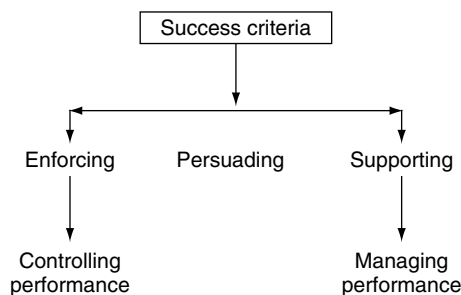 Success criteria
Enforcing
Persuading
Supporting
Controlling
performance
Managing
performance